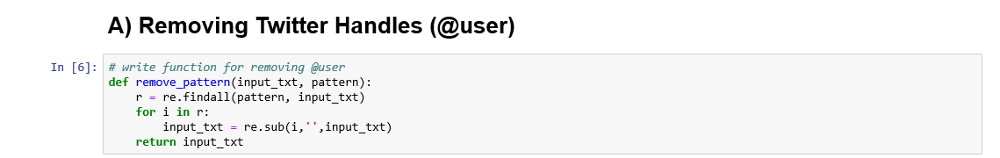 A) Removing Twitter Handles (@user)
In [6]: # write function for removing @user
def remove_pattern(input_txt, pattern):
    r = re.findall(pattern, input_txt)
    for i in r:
        input_txt = re.sub(i,'',input_txt)
    return input_txt